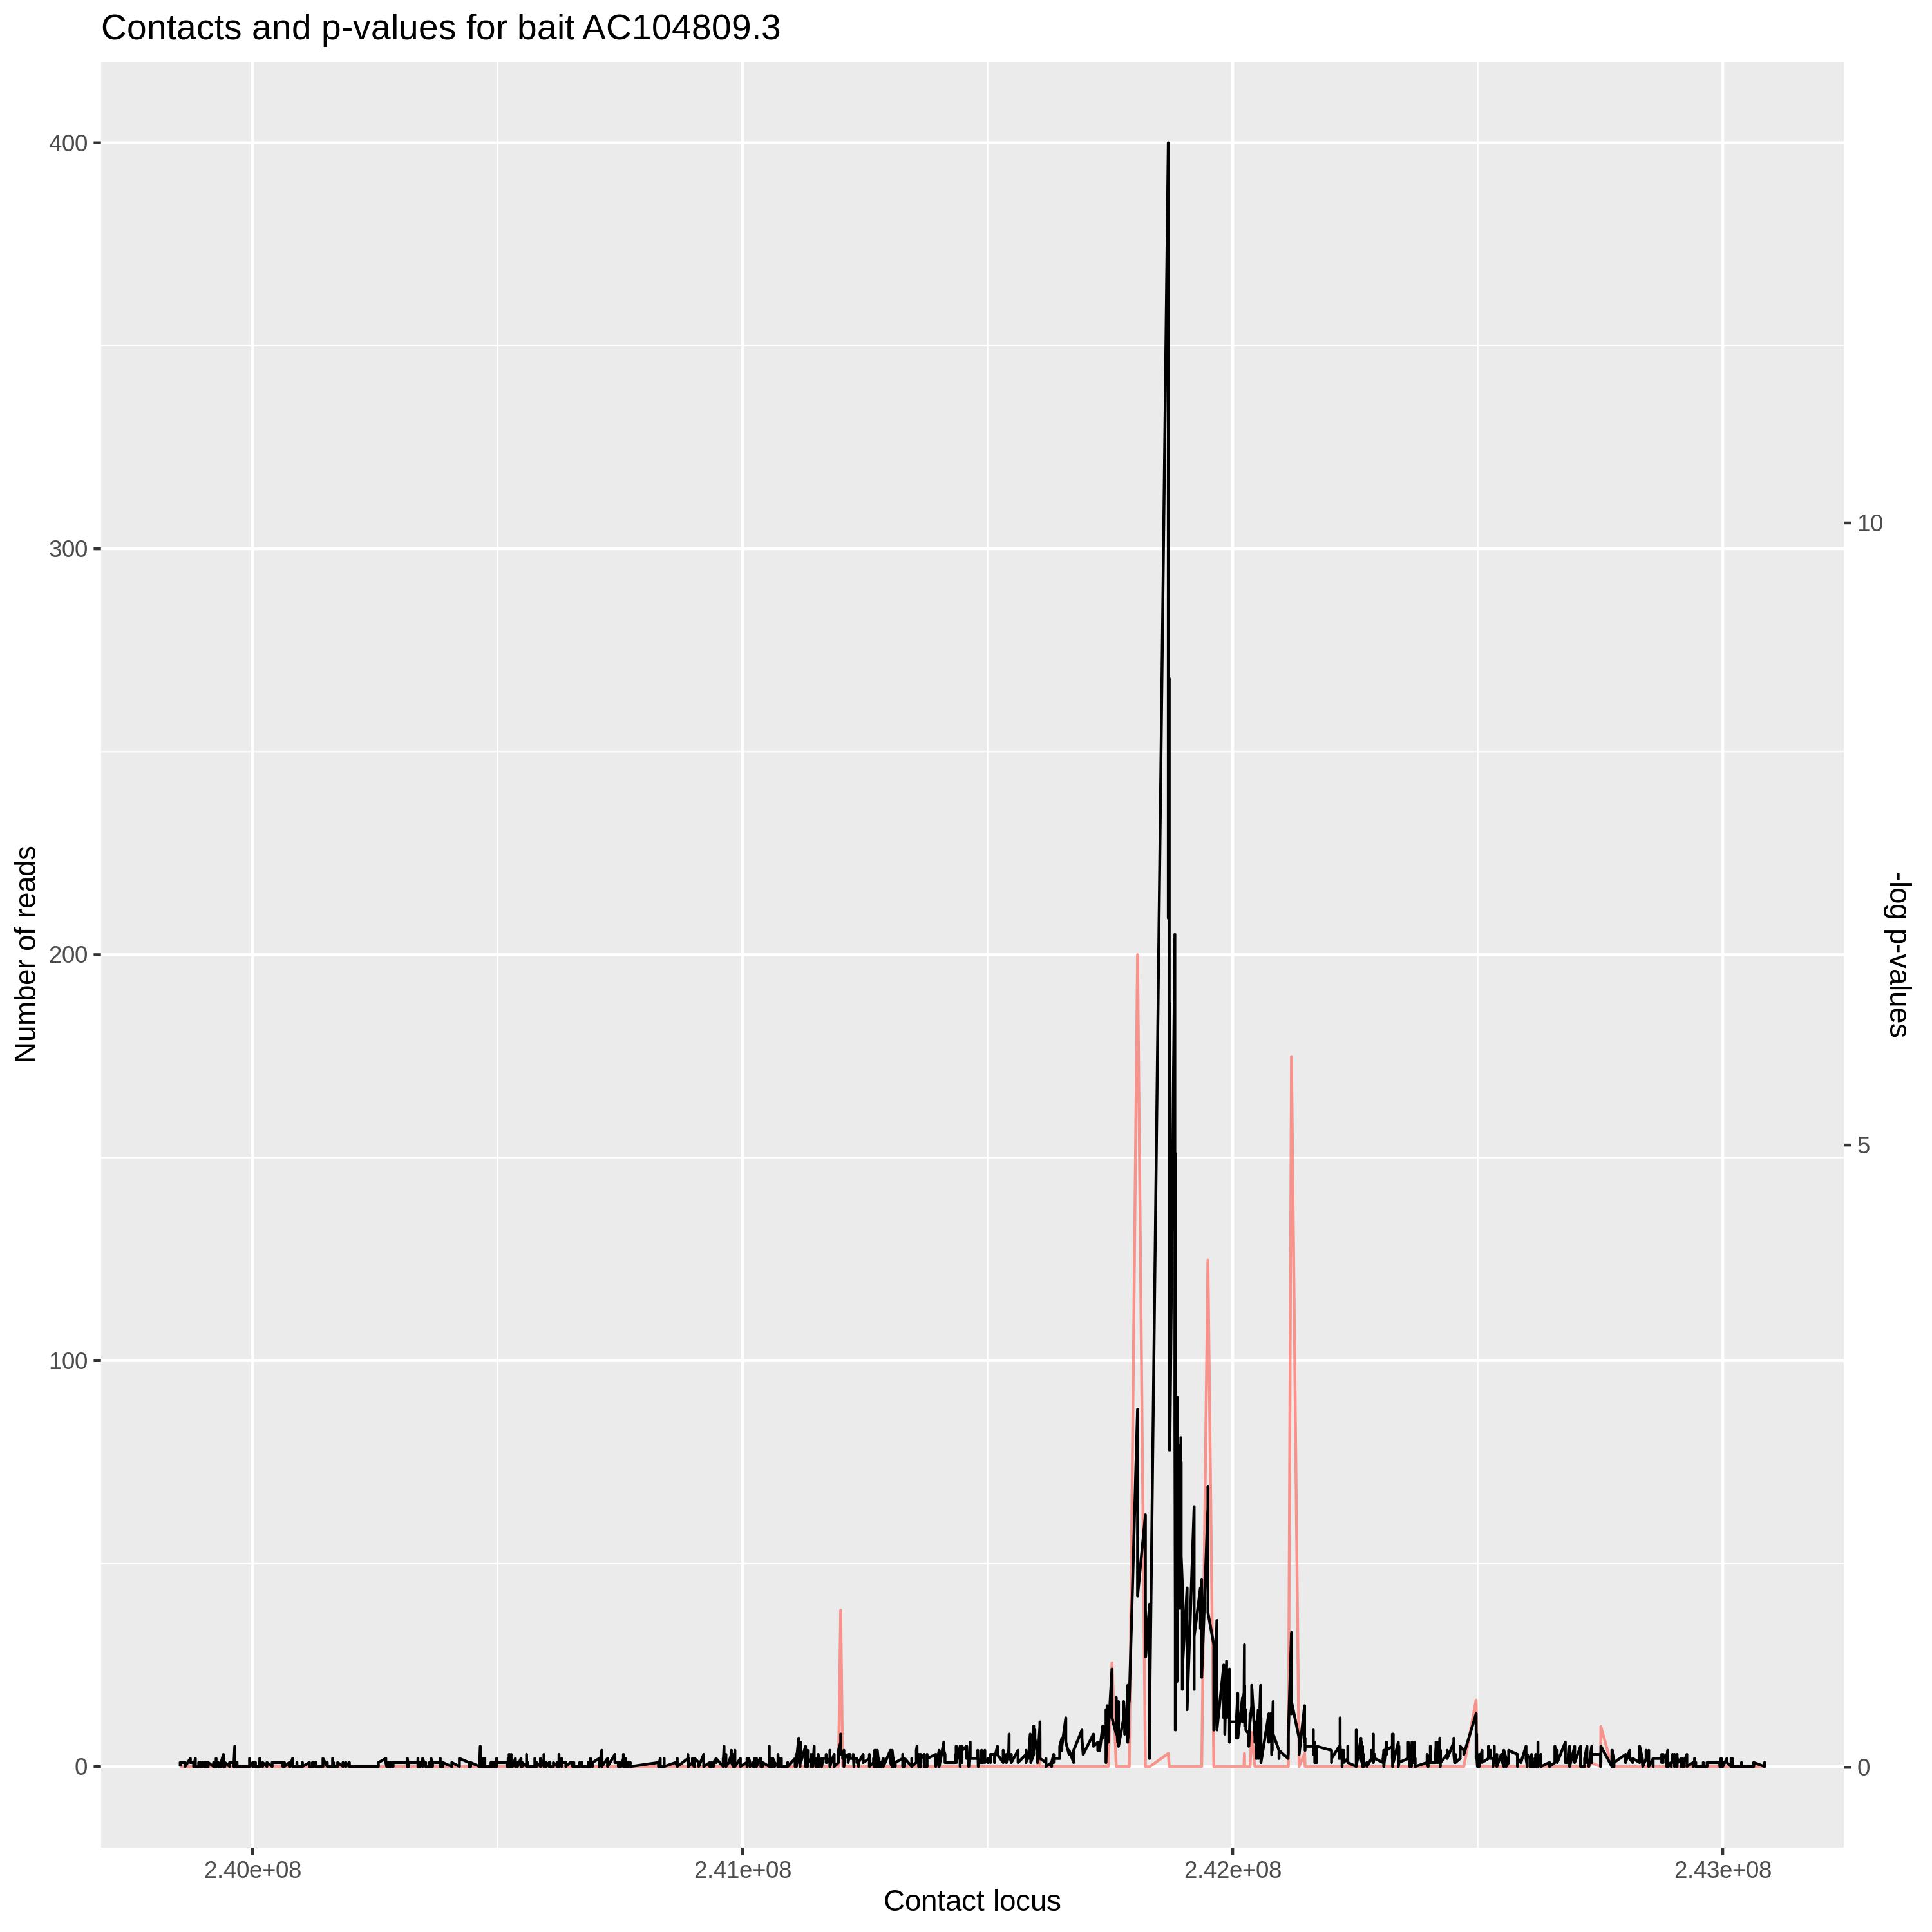 Contacts and p-values for bait AC104809.3
400
300
200
100
0
Number of reads
10
5
0
-log p-values
2.40e+08
2.41e+08
2.42e+08
2.43e+08
Contact locus